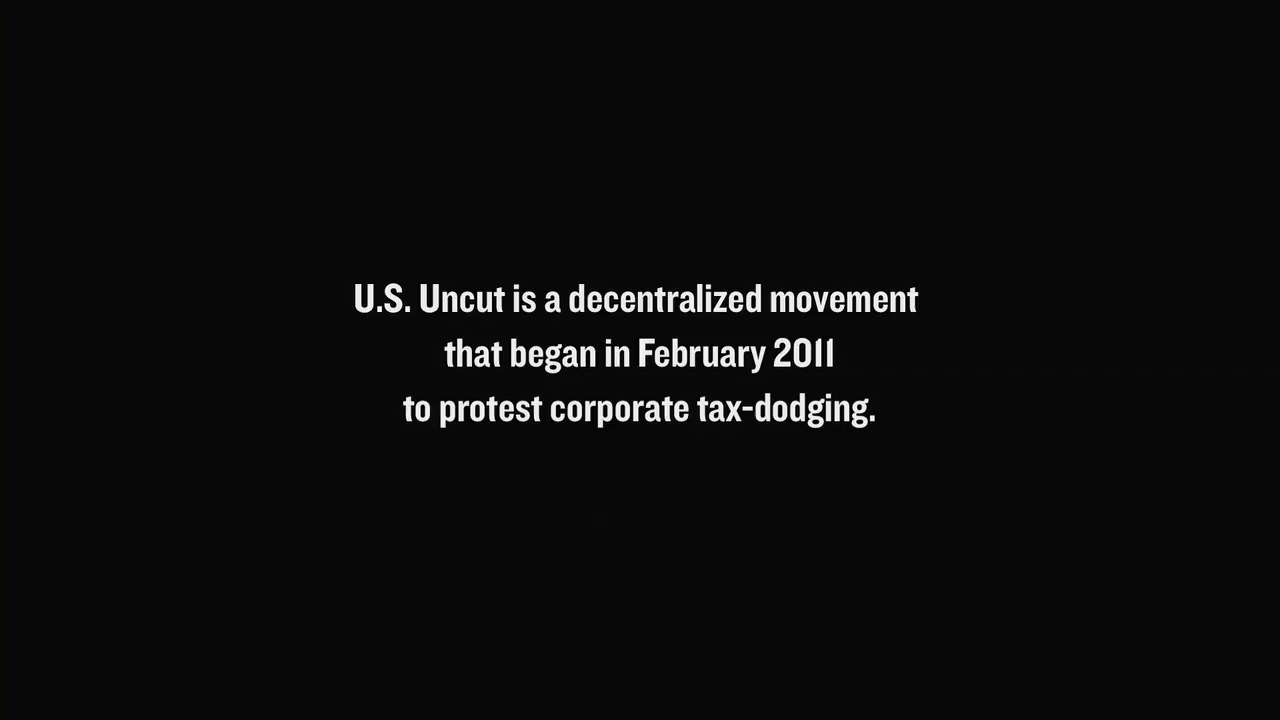 U.S. Uncut is a decentralized movement
that began in February 2011
to protest corporate tax-dodging.